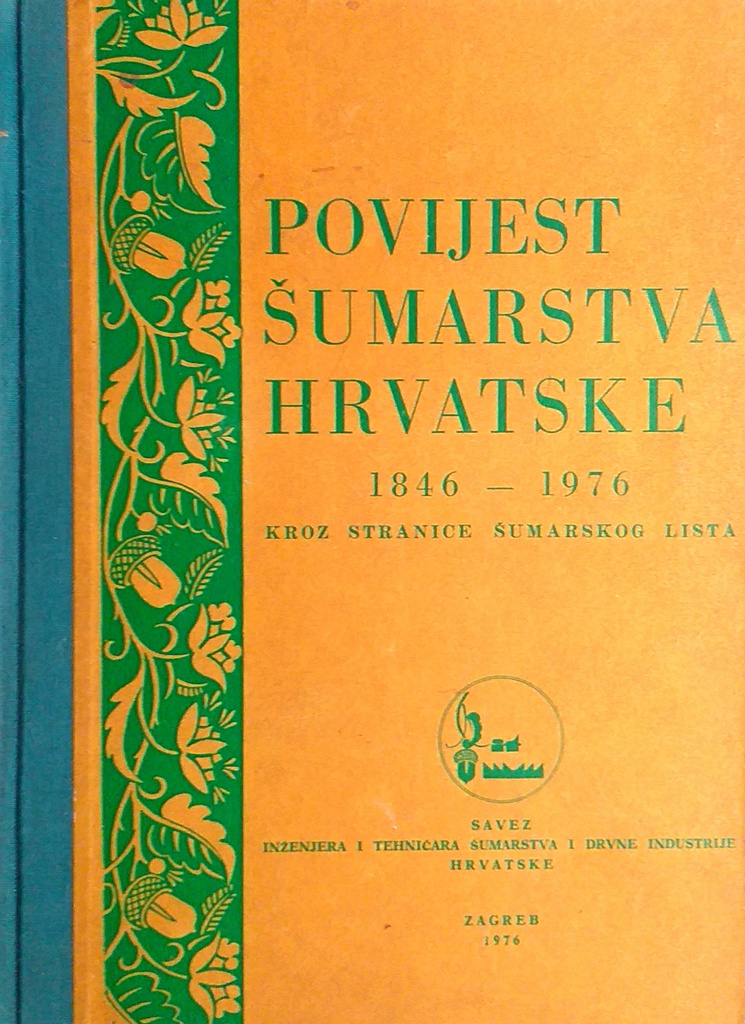 POVIJEST
ŠUMARSTVA
HRVATSKE
1846 — 1976
KROZ STRANICE ŠUMARSKOG LISTA
SAVEZ
INŽENJERA I TEHNIČARA ŠUMARSTVA I DRVNE INDUSTRIJE
HRVATSKE
ZAGREB
1976